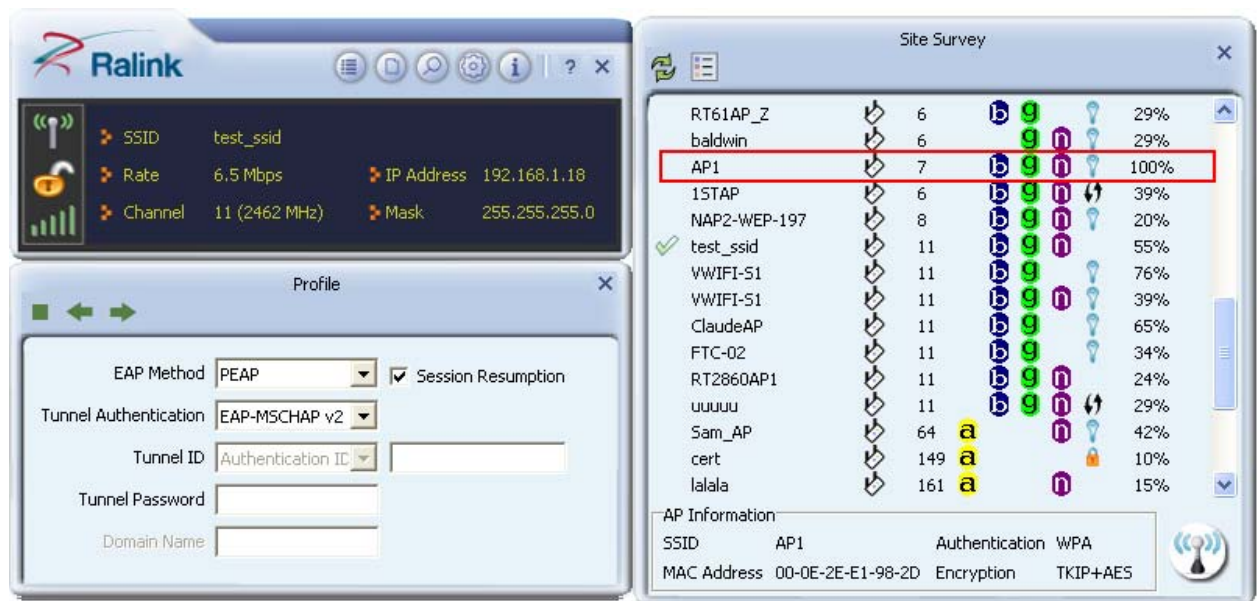 Ralink
? ×
SSID test_ssid
Rate 6.5 Mbps IP Address 192.168.1.18
Channel 11 (2462 MHz) Mask 255.255.255.0
Profile
EAP Method PEAP Session Resumption
Tunnel Authentication EAP-MSCHAP v2
Tunnel ID Authentication ID
Tunnel Password
Domain Name
Site Survey
RT61AP_Z 6 b g 29%
baldwin 6 g n 29%
AP1 7 b g n 100%
1STAP 6 b g n 39%
NAP2-WEP-197 8 b g n 20%
test_ssid 11 b g n 55%
VWIFI-S1 11 b g 76%
VWIFI-S1 11 b g n 39%
ClaudeAP 11 b g 65%
FTC-02 11 b g 34%
RT2860AP1 11 b g n 24%
uuuuu 11 b g n 29%
Sam_AP 64 a n 42%
cert 149 a 10%
lalala 161 a n 15%
AP Information
SSID AP1 Authentication WPA
MAC Address 00-0E-2E-E1-98-2D Encryption TKIP+AES